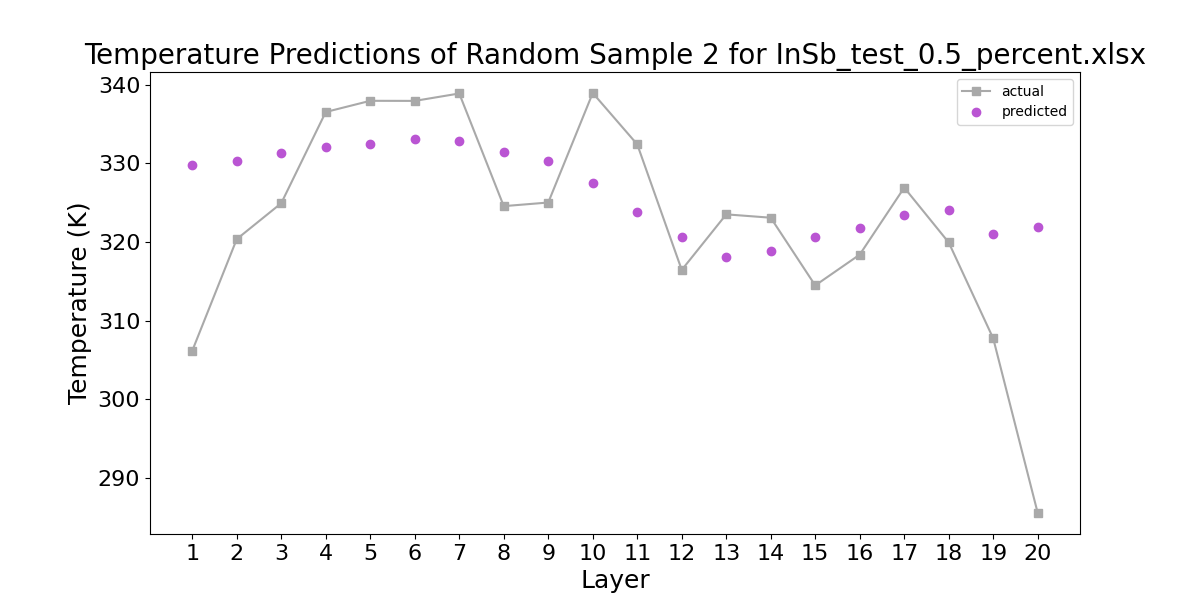 Temperature Predictions of Random Sample 2 for InSb_test_0.5_percent.xlsx
actual
predicted
Temperature (K)
340
330
320
310
300
290
1 2 3 4 5 6 7 8 9 10 11 12 13 14 15 16 17 18 19 20
Layer